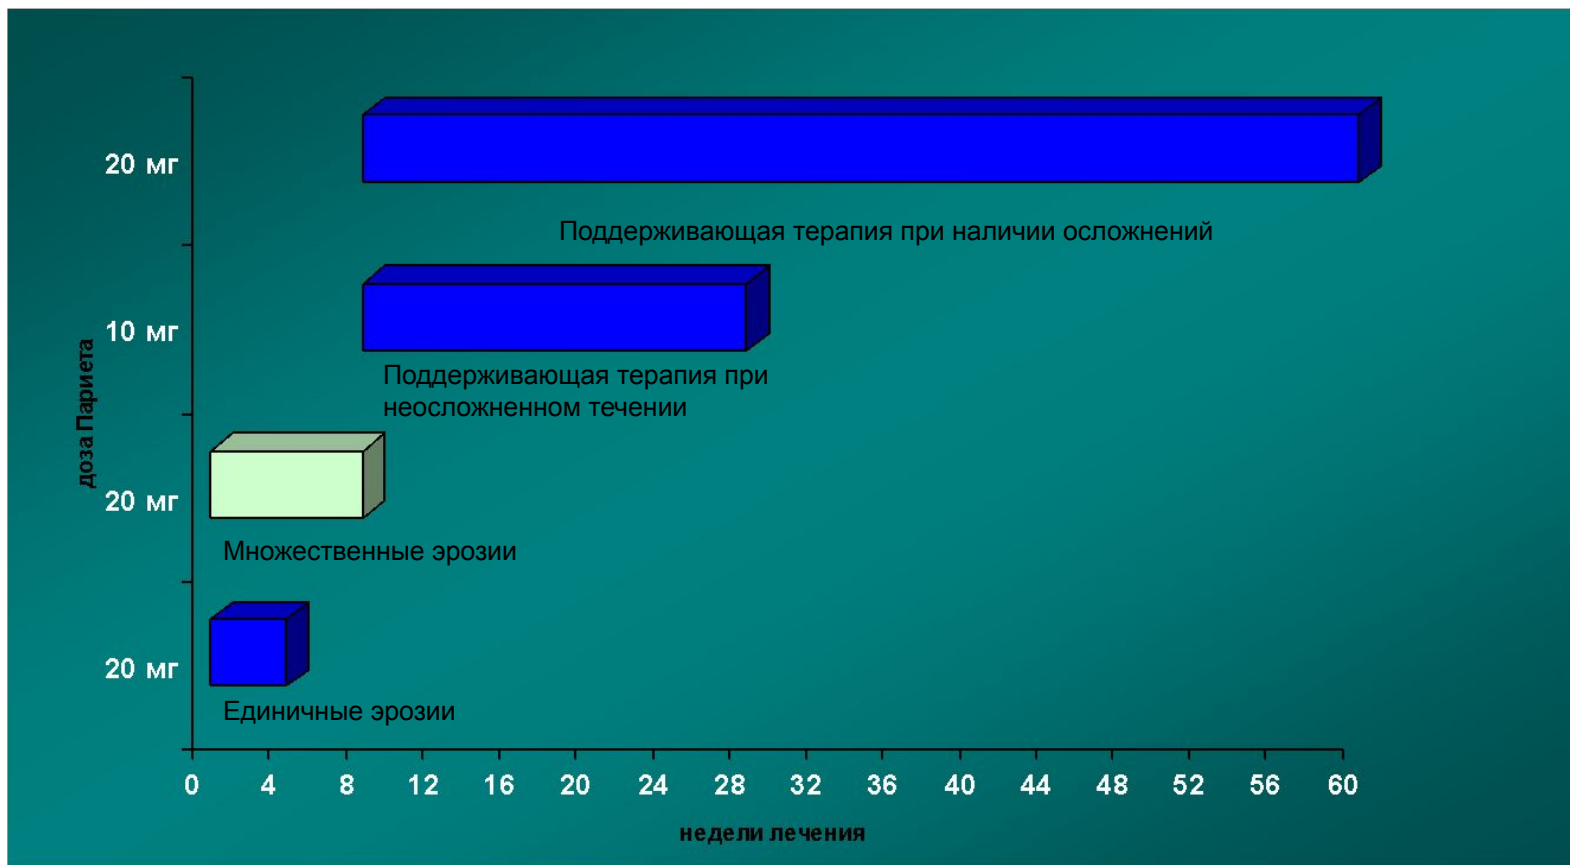 20 мг
Поддерживающая терапия при наличии осложнений
10 мг
Поддерживающая терапия при
неосложненном течении
доза Париета
20 мг
Множественные эрозии
20 мг
Единичные эрозии
0 4 8 12 16 20 24 28 32 36 40 44 48 52 56 60
недели лечения